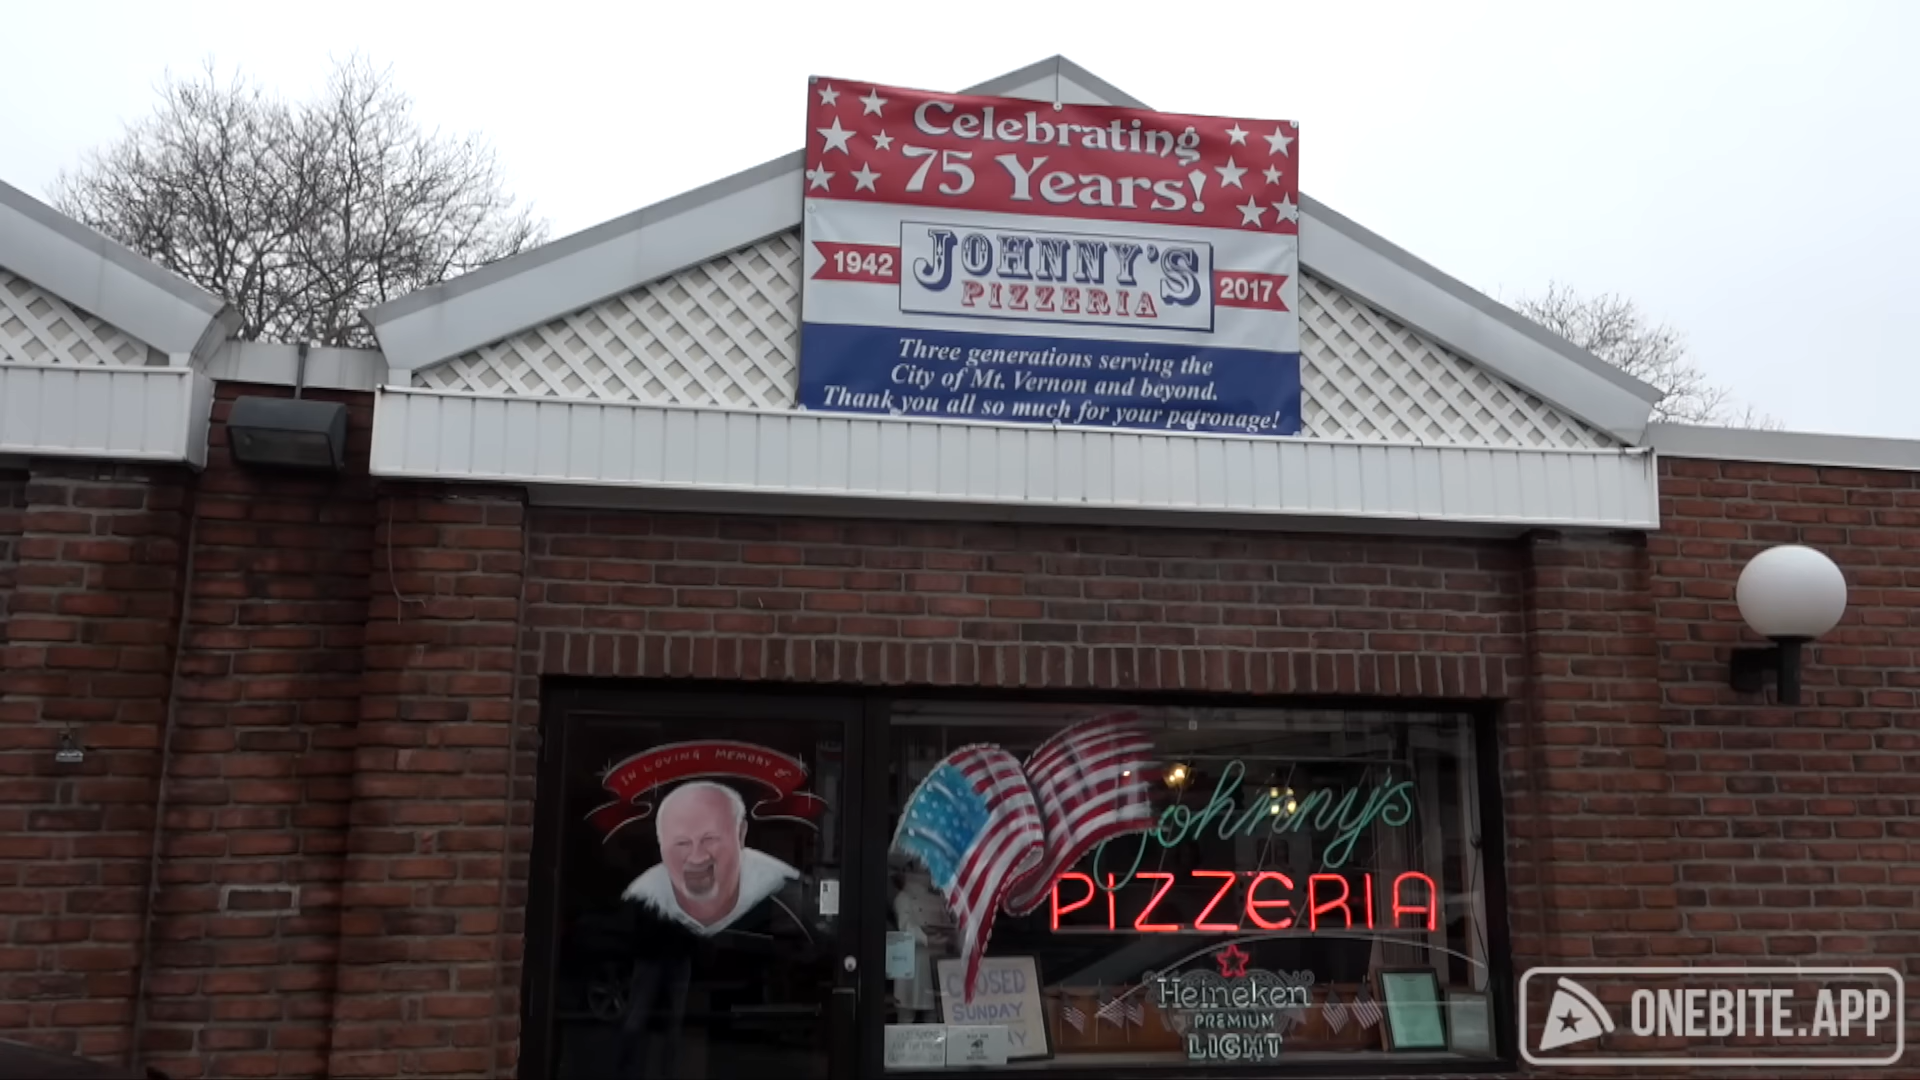 Celebrating
75 Years!
1942
JOHNNY'S
PIZZERIA
2017
Three generations serving the
City of Mt. Vernon and beyond.
Thank you all so much for your patronage!
IN LOVING MEMORY of
Johnny's
PIZZERIA
CLOSED
SUNDAY
Heineken
PREMIUM
LIGHT
ONEBITE.APP